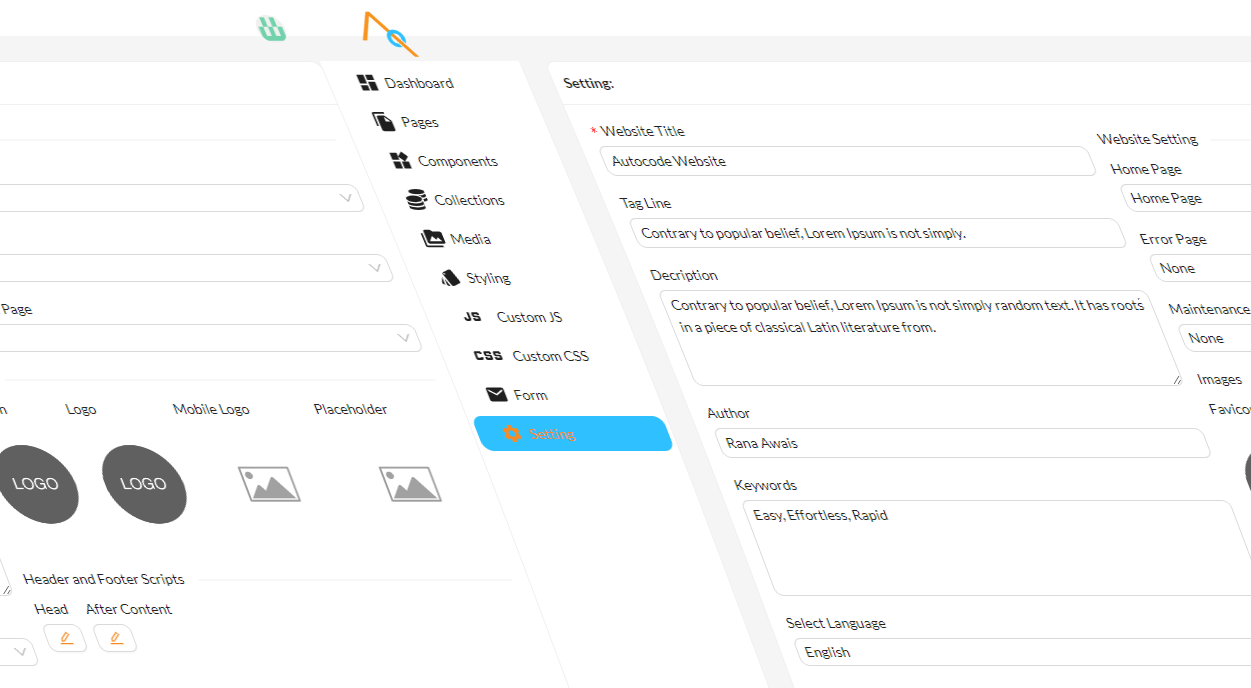 Dashboard
Pages
Components
Collections
Media
Styling
JS Custom JS
CSS Custom CSS
Form
Setting
Setting:
* Website Title
Autocode Website
Tag Line
Contrary to popular belief, Lorem Ipsum is not simply.
Decription
Contrary to popular belief, Lorem Ipsum is not simply random text. It has roots
in a piece of classical Latin literature from.
Author
Rana Awais
Keywords
Easy, Effortless, Rapid
Select Language
English
Website Setting
Home Page
Home Page
Error Page
None
Maintenance
None
Images
Page
Logo
Mobile Logo
Placeholder
LOGO
LOGO
Header and Footer Scripts
Head
After Content